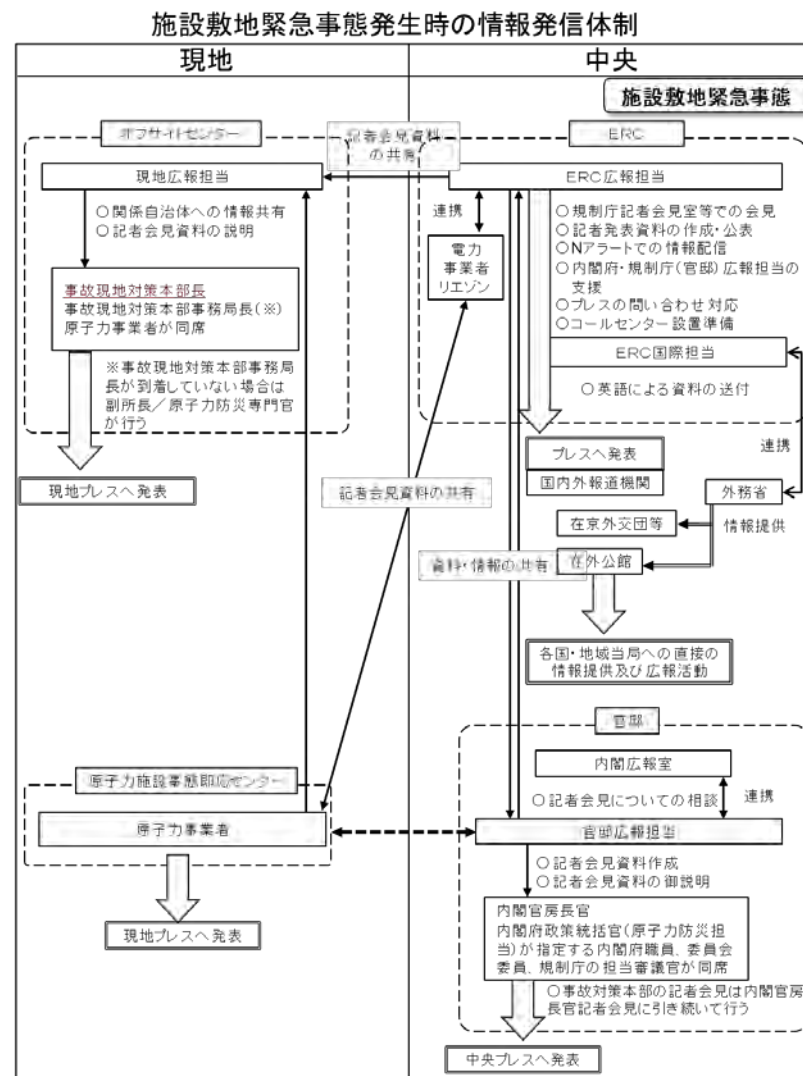 施設敷地緊急事態発生時の情報発信体制
現地
中央
施設敷地緊急事態
オフサイトセンター
現地広報担当
○関係自治体への情報共有
○記者会見資料の説明
事故現地対策本部長
事故現地対策本部事務局長(※)
原子力事業者が同席
※事故現地対策本部事務局
長が到着していない場合は
副所長/原子力防災専門官
が行う
現地プレスへ発表
記者会見資料
の共有
ERC
ERC広報担当
連携
電力
事業者
リエゾン
○規制庁記者会見室等での会見
○記者発表資料の作成・公表
○Nアラートでの情報配信
○内閣府・規制庁(官邸)広報担当の
支援
○プレスの問い合わせ対応
○コールセンター設置準備
ERC国際担当
○英語による資料の送付
連携
プレスへ発表
国内外報道機関
外務省
在京外交団等
情報提供
在外公館
記者会見資料の共有
資料・情報の共有
各国・地域当局への直接の
情報提供及び広報活動
原子力施設事態即応センター
原子力事業者
現地プレスへ発表
官邸
内閣広報室
○記者会見についての相談
連携
官邸広報担当
○記者会見資料作成
○記者会見資料の御説明
内閣官房長官
内閣府政策統括官(原子力防災担
当)が指定する内閣府職員、委員会
委員、規制庁の担当審議官が同席
○事故対策本部の記者会見は内閣官房
長官記者会見に引き続いて行う
中央プレスへ発表